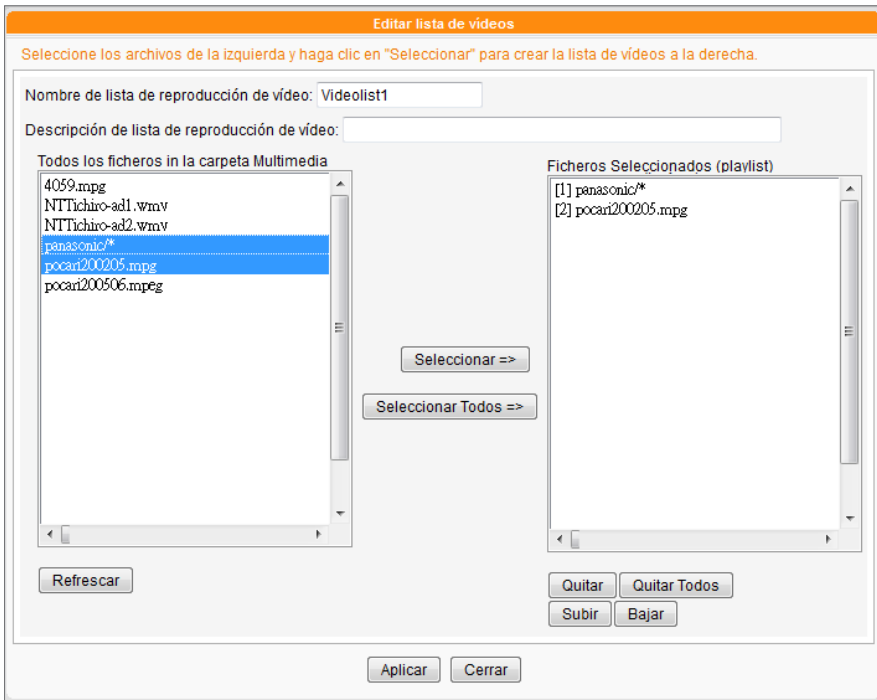 Editar lista de vídeos
Seleccione los archivos de la izquierda y haga clic en "Seleccionar" para crear la lista de vídeos a la derecha.
Nombre de lista de reproducción de vídeo: Videolist1
Descripción de lista de reproducción de vídeo:
Todos los ficheros in la carpeta Multimedia
4059.mpg
NTTichiro-ad1.wmv
NTTichiro-ad2.wmv
panasonic/*
pocari200205.mpg
pocari200506.mpeg
Seleccionar =>
Seleccionar Todos =>
Ficheros Seleccionados (playlist)
[1] panasonic/*
[2] pocari200205.mpg
Refrescar
Quitar Quitar Todos
Subir Bajar
Aplicar Cerrar